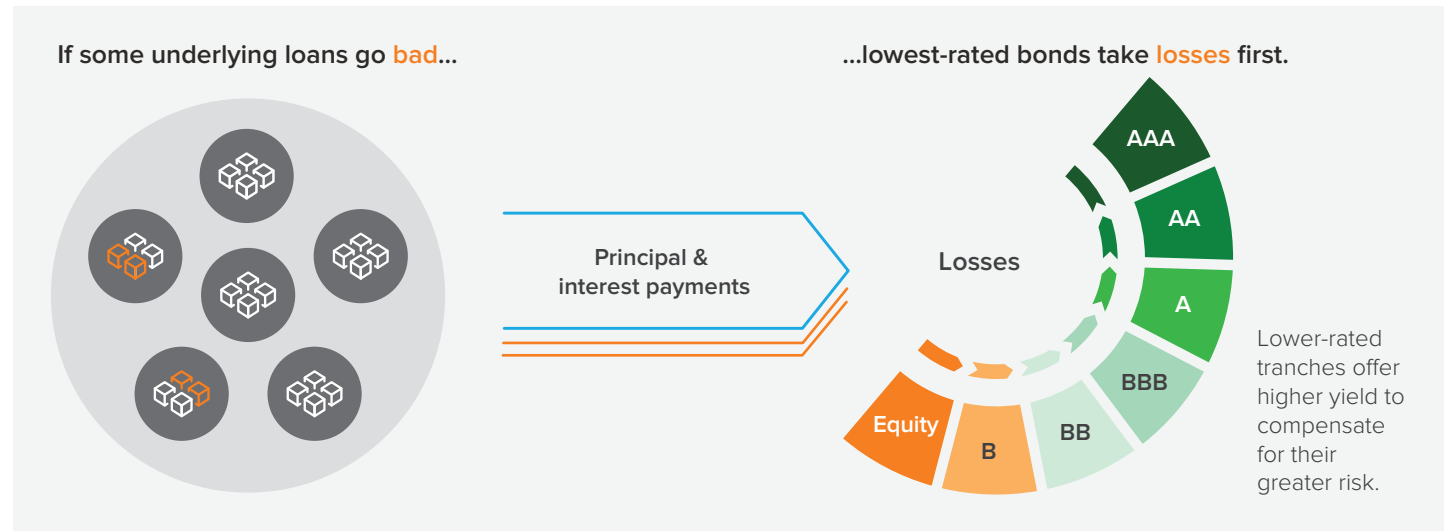 If some underlying loans go bad...
...lowest-rated bonds take losses first.
Principal &
interest payments
Losses
AAA
AA
A
BBB
BB
B
Equity
Lower-rated
tranches offer
higher yield to
compensate
for their
greater risk.